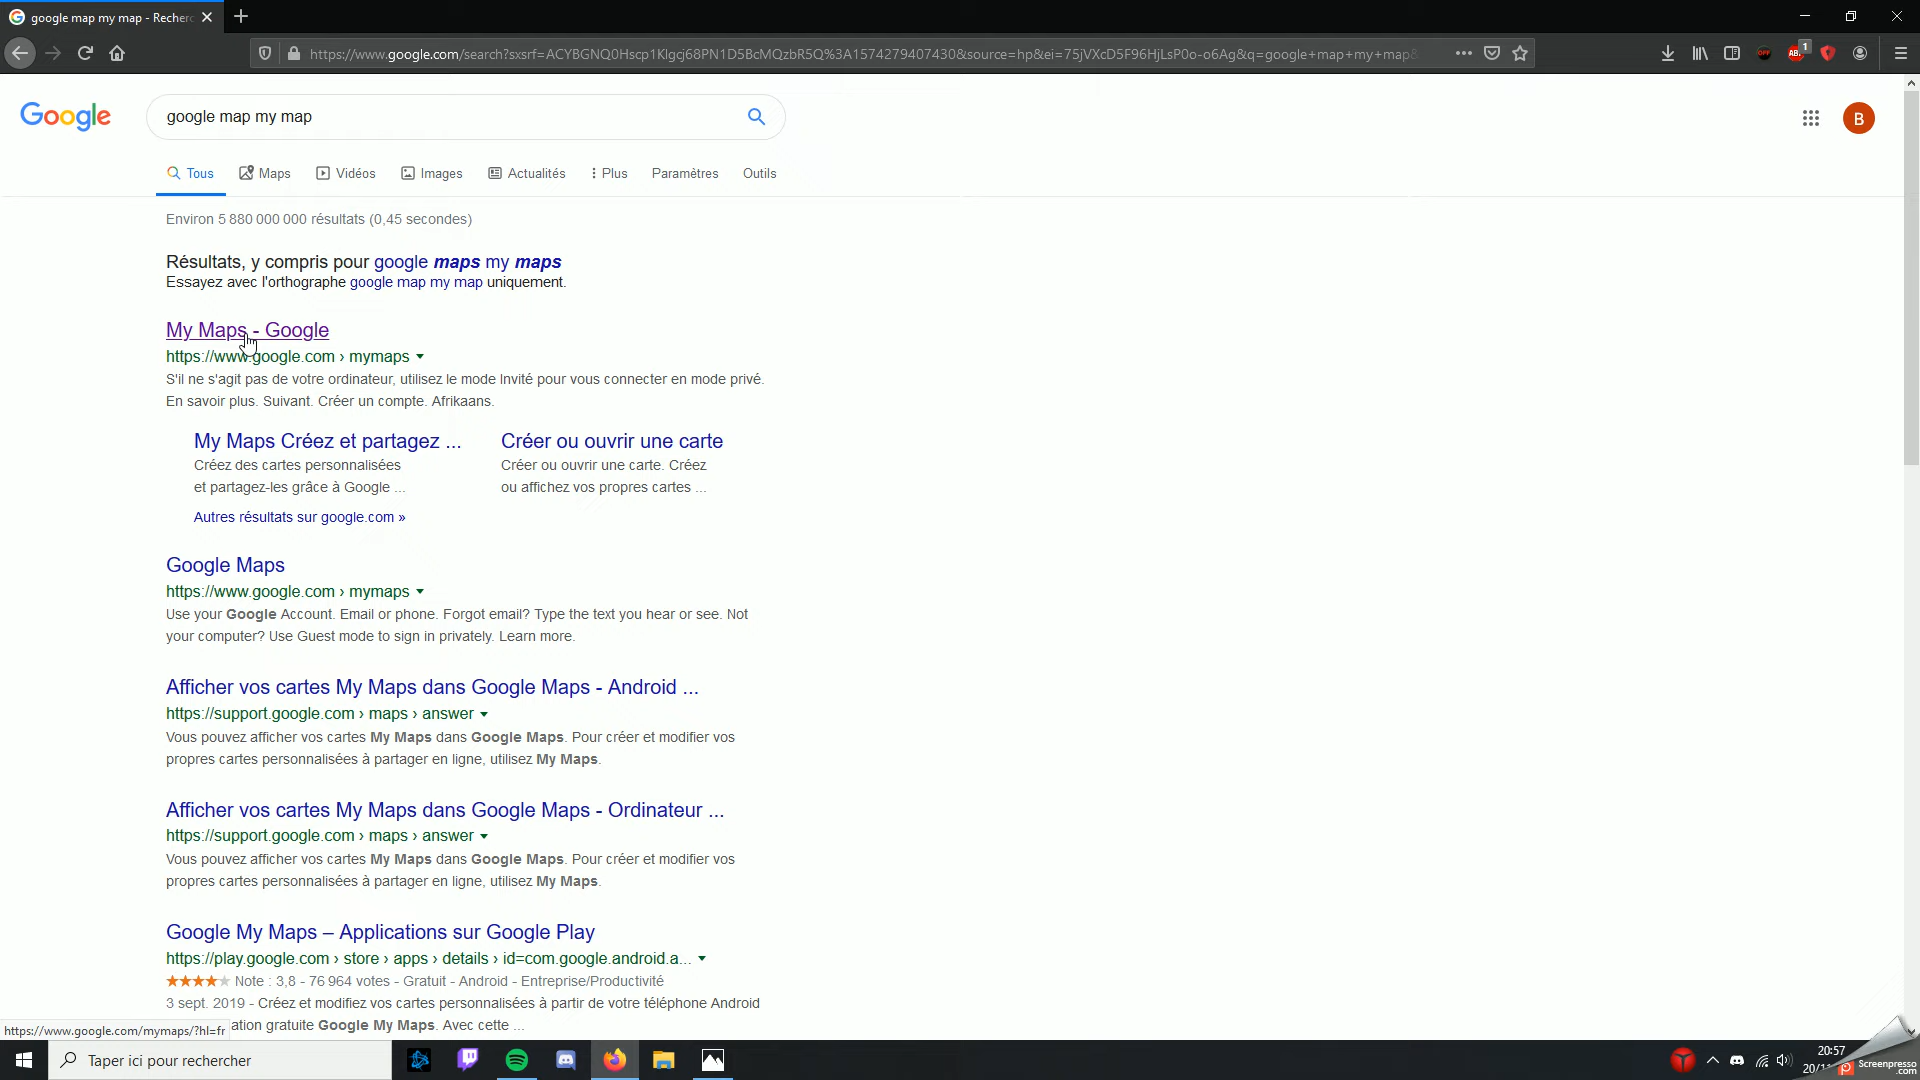 google map my map - Recher
https://www.google.com/search?sxsrf=ACYBGNQ0Hscp1KIgcj68PN1D5BcMQzbR5Q%3A1574279407430&source=hp&ei=75jVXcD5F96HjLsP0o-o6Ag&q=google+map+my+map&
Google
google map my map
B
Tous Maps Vidéos Images Actualités Plus Paramètres Outils
Environ 5 880 000 000 résultats (0,45 secondes)
Résultats, y compris pour google maps my maps
Essayez avec l'orthographe google map my map uniquement.
My Maps - Google
https://www.google.com › mymaps
S'il ne s'agit pas de votre ordinateur, utilisez le mode Invité pour vous connecter en mode privé.
En savoir plus. Suivant. Créer un compte. Afrikaans.
My Maps Créez et partagez ...
Créez des cartes personnalisées
et partagez-les grâce à Google ...
Créer ou ouvrir une carte
Créer ou ouvrir une carte. Créez
ou affichez vos propres cartes ...
Autres résultats sur google.com »
Google Maps
https://www.google.com › mymaps
Use your Google Account. Email or phone. Forgot email? Type the text you hear or see. Not
your computer? Use Guest mode to sign in privately. Learn more.
Afficher vos cartes My Maps dans Google Maps - Android ...
https://support.google.com › maps › answer
Vous pouvez afficher vos cartes My Maps dans Google Maps. Pour créer et modifier vos
propres cartes personnalisées à partager en ligne, utilisez My Maps.
Afficher vos cartes My Maps dans Google Maps - Ordinateur ...
https://support.google.com › maps › answer
Vous pouvez afficher vos cartes My Maps dans Google Maps. Pour créer et modifier vos
propres cartes personnalisées à partager en ligne, utilisez My Maps.
Google My Maps – Applications sur Google Play
https://play.google.com › store › apps › details › id=com.google.android.a...
Note : 3,8 - 76 964 votes - Gratuit - Android - Entreprise/Productivité
3 sept. 2019 - Créez et modifiez vos cartes personnalisées à partir de votre téléphone Android
ation gratuite Google My Maps. Avec cette ...
https://www.google.com/mymaps/?hl=fr
Taper ici pour rechercher
20:57
Screenpresso
.com